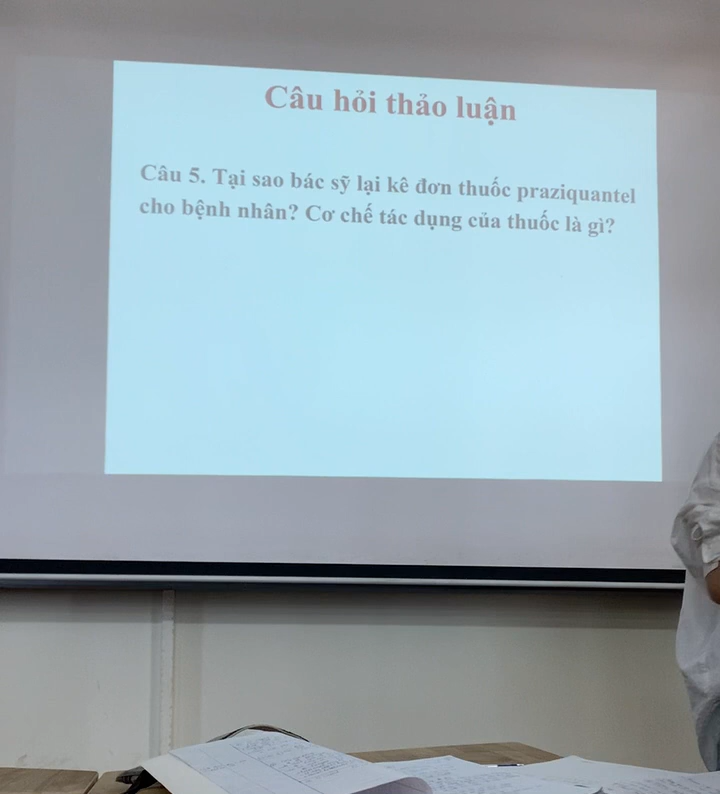 Câu hỏi thảo luận
Câu 5. Tại sao bác sỹ lại kê đơn thuốc praziquantel
cho bệnh nhân? Cơ chế tác dụng của thuốc là gì?